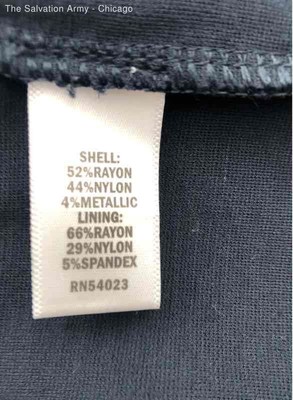 The Salvation Army - Chicago
SHELL:
52%RAYON
44%NYLON
4%METALLIC
LINING:
66%RAYON
29%NYLON
5%SPANDEX
RN54023